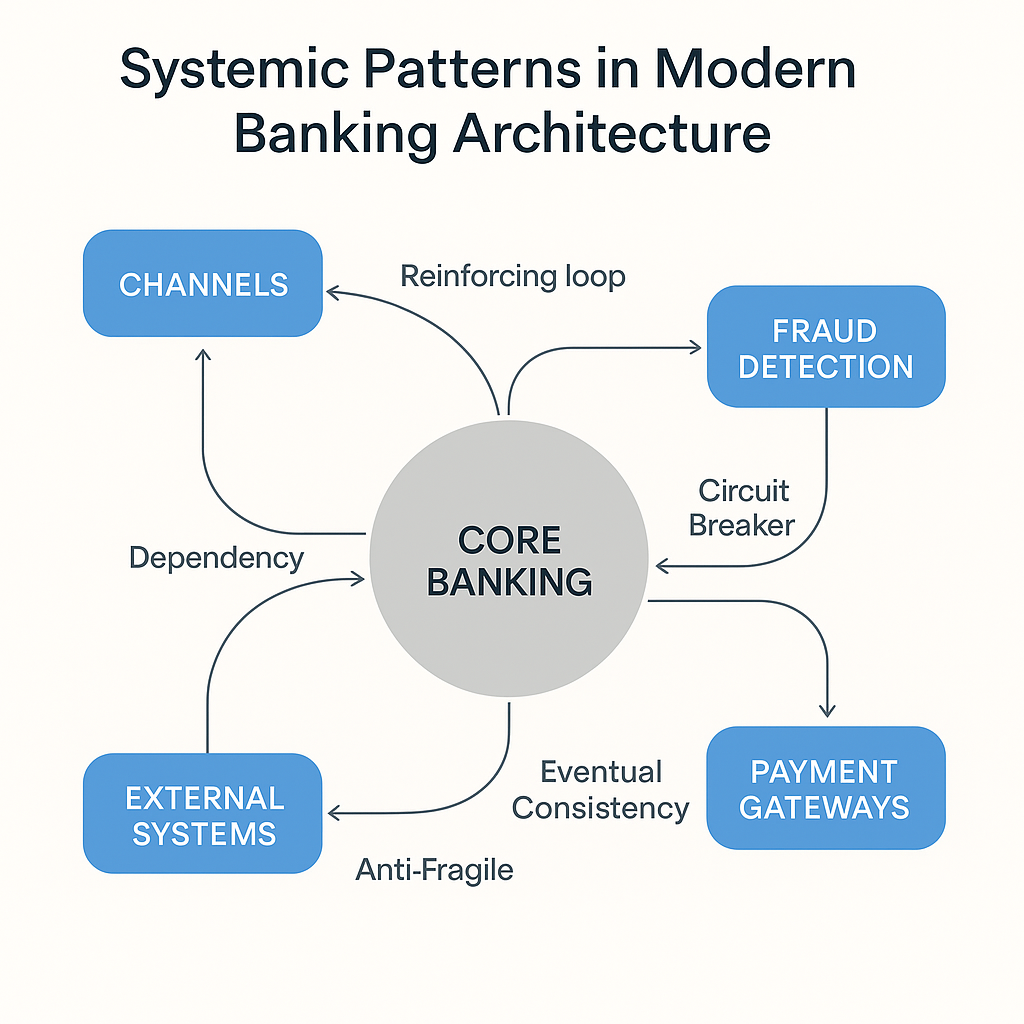 Systemic Patterns in Modern
Banking Architecture
CHANNELS
Reinforcing loop
FRAUD
DETECTION
Circuit
Breaker
CORE
BANKING
Dependency
EXTERNAL
SYSTEMS
Eventual
Consistency
PAYMENT
GATEWAYS
Anti-Fragile